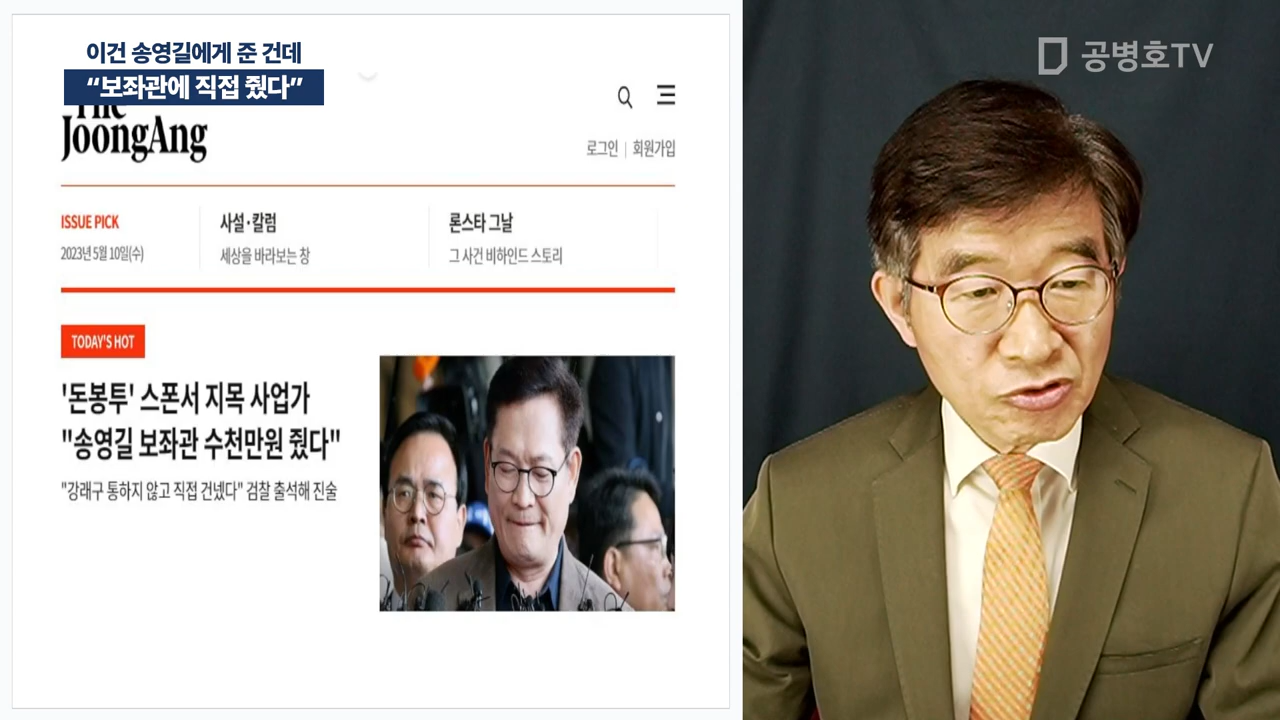 이건 송영길에게 준 건데
“보좌관에 직접 줬다”
The
JoongAng
로그인 | 회원가입
ISSUE PICK
2023년 5월 10일(수)
사설·칼럼
세상을 바라보는 창
론스타 그날
그 사건 비하인드 스토리
TODAY'S HOT
'돈봉투' 스폰서 지목 사업가
"송영길 보좌관 수천만원 줬다"
"강래구 통하지 않고 직접 건넸다" 검찰 출석해 진술
공병호TV